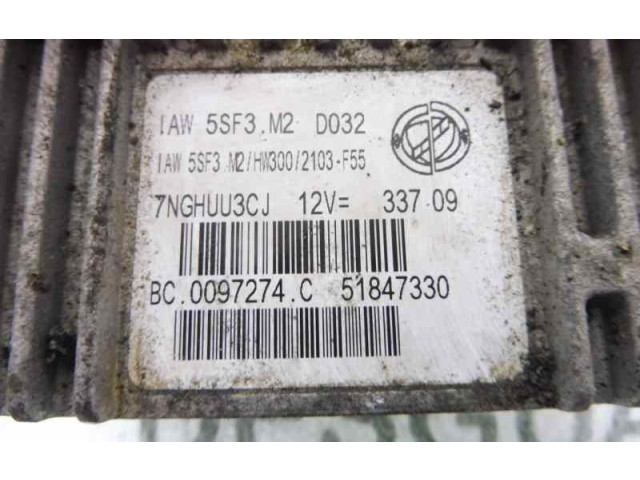 IAW 5SF3.M2 D032
IAW 5SF3.M2/HW300/2103-F55
7NGHUU3CJ 12V= 337 09
BC.0097274.C 51847330